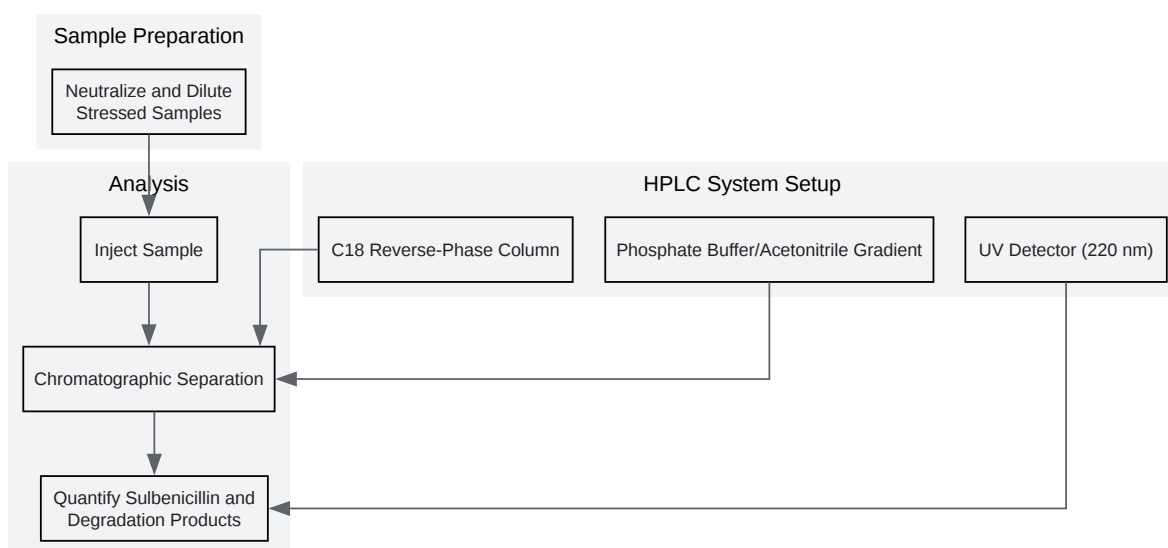 Sample Preparation
Neutralize and Dilute
Stressed Samples
Analysis
HPLC System Setup
Inject Sample
C18 Reverse-Phase Column
Phosphate Buffer/Acetonitrile Gradient
UV Detector (220 nm)
Chromatographic Separation
Quantify Sulbenicillin and
Degradation Products